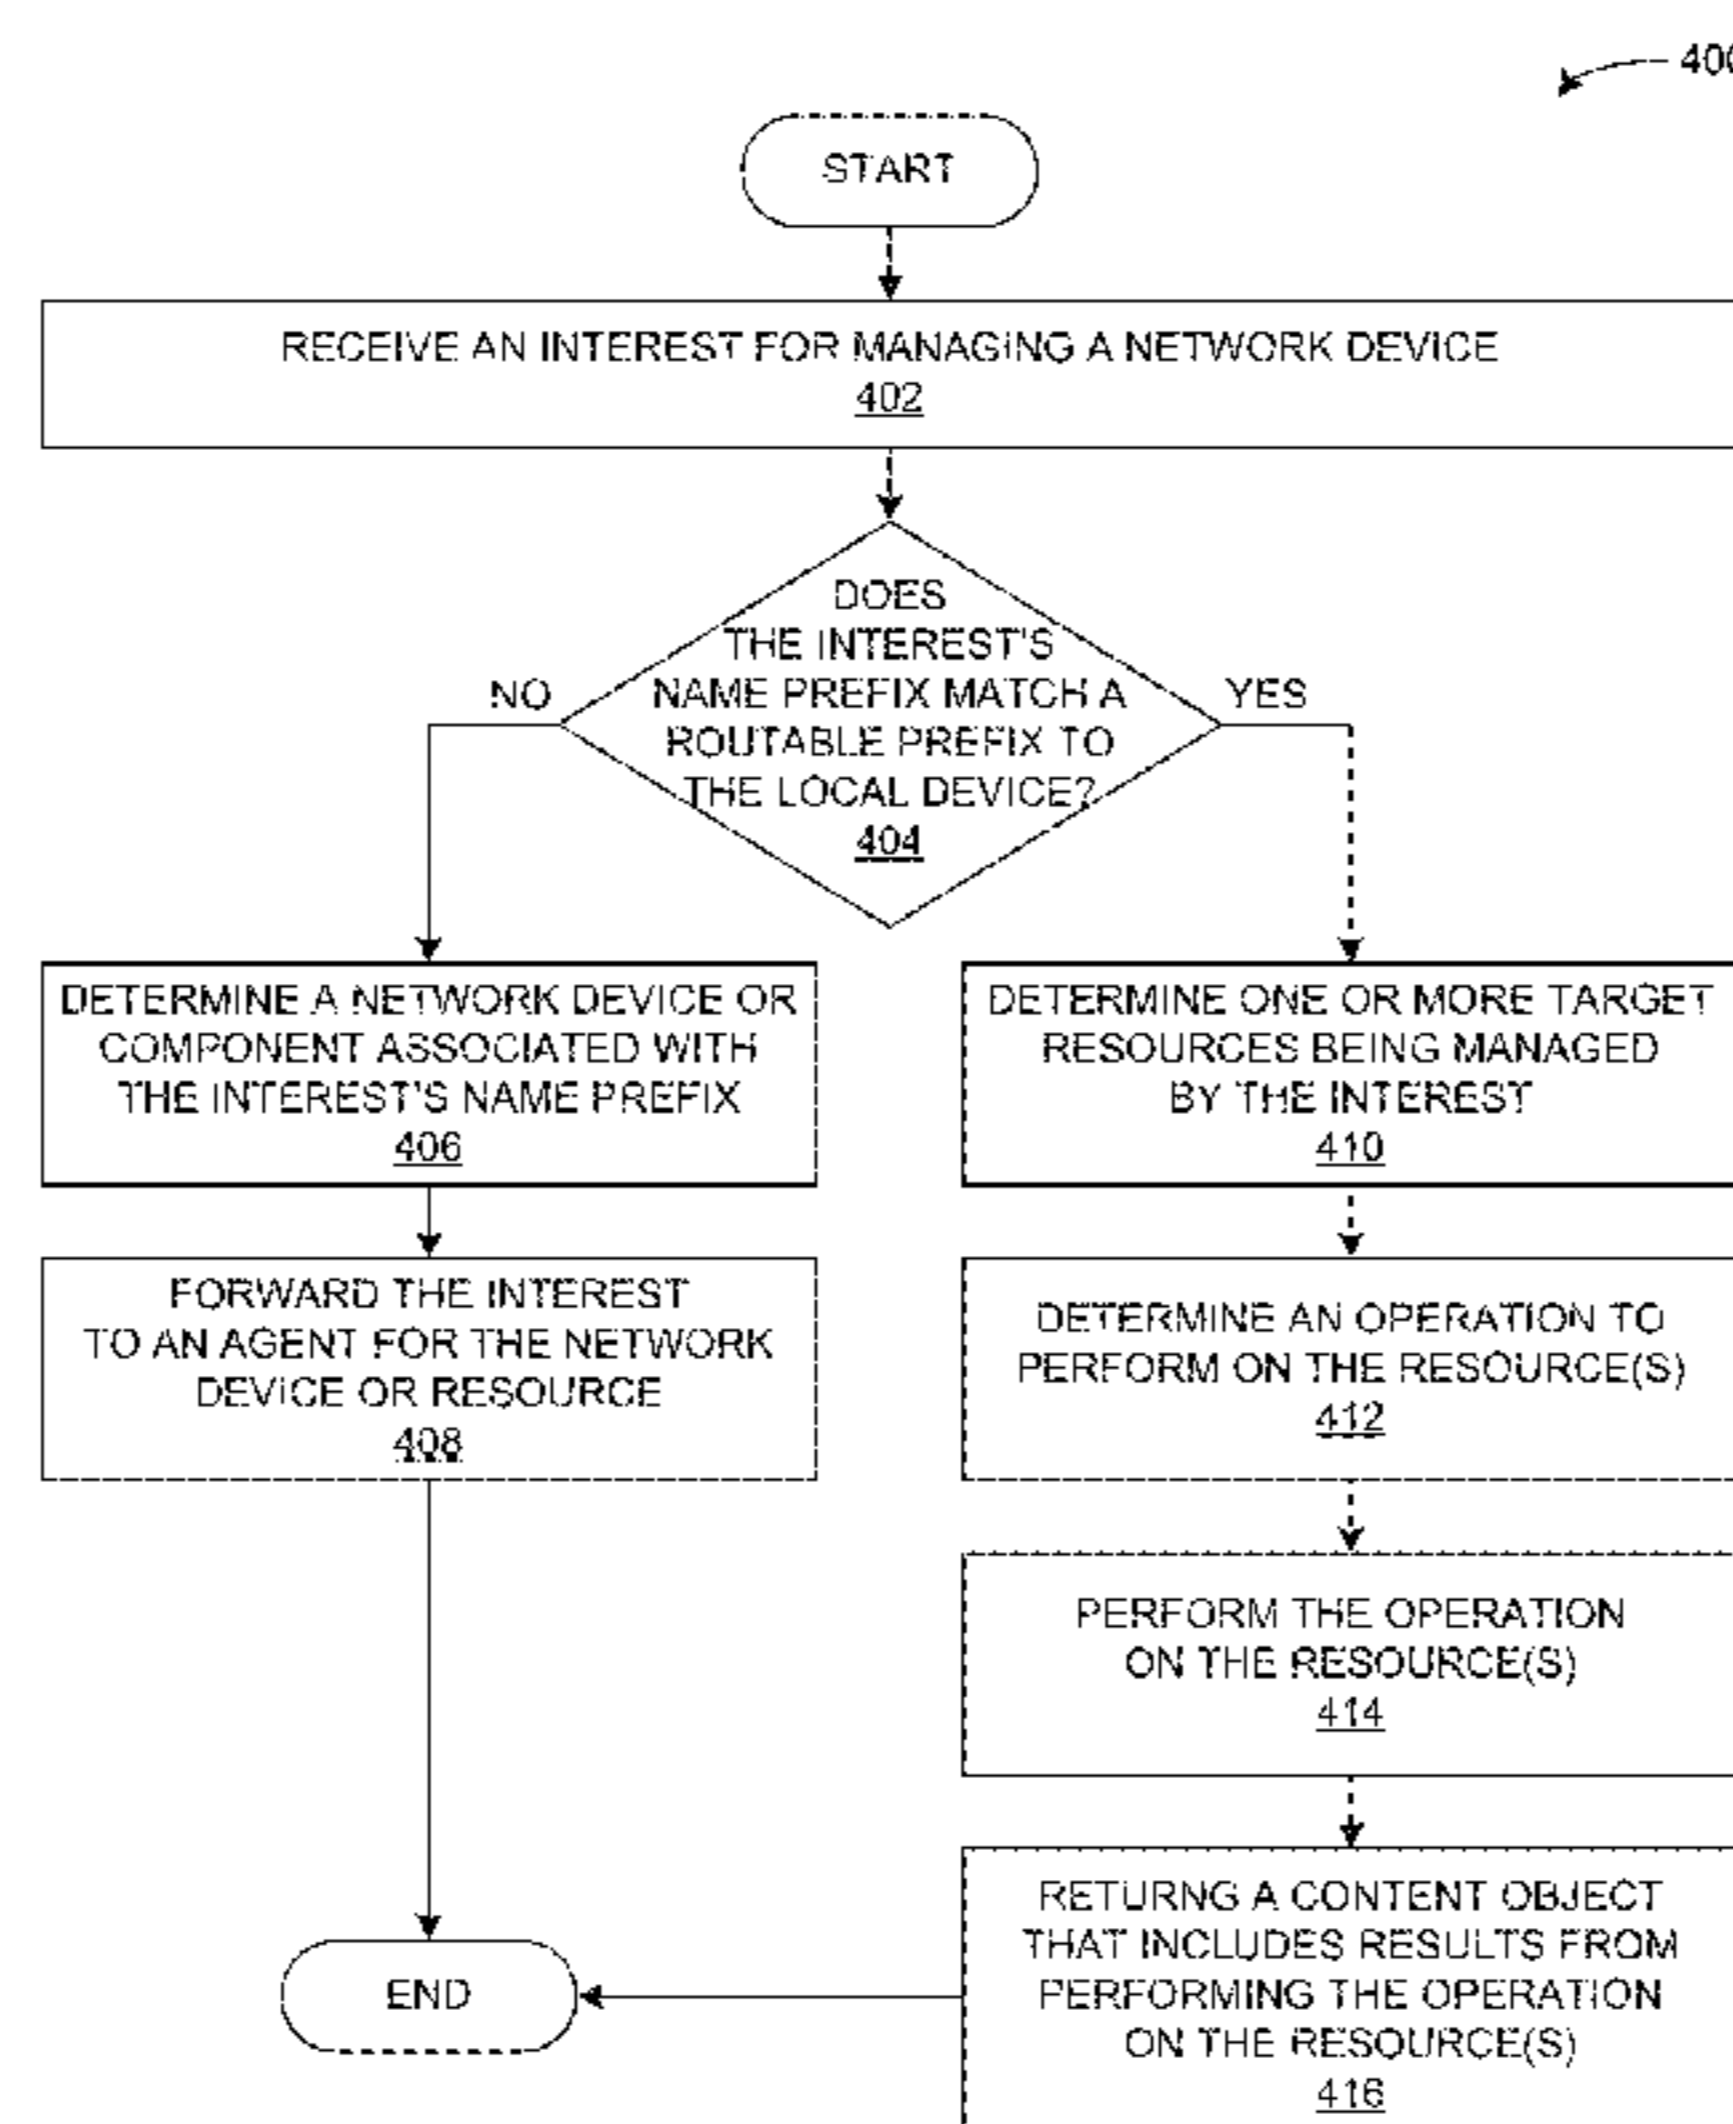 400
START
RECEIVE AN INTEREST FOR MANAGING A NETWORK DEVICE
402
DOES
THE INTEREST'S
NAME PREFIX MATCH A
ROUTABLE PREFIX TO
THE LOCAL DEVICE?
404
NO
YES
DETERMINE A NETWORK DEVICE OR
COMPONENT ASSOCIATED WITH
THE INTEREST'S NAME PREFIX
406
FORWARD THE INTEREST
TO AN AGENT FOR THE NETWORK
DEVICE OR RESOURCE
408
DETERMINE ONE OR MORE TARGET
RESOURCES BEING MANAGED
BY THE INTEREST
410
DETERMINE AN OPERATION TO
PERFORM ON THE RESOURCE(S)
412
PERFORM THE OPERATION
ON THE RESOURCE(S)
414
RETURNG A CONTENT OBJECT
THAT INCLUDES RESULTS FROM
PERFORMING THE OPERATION
ON THE RESOURCE(S)
416
END